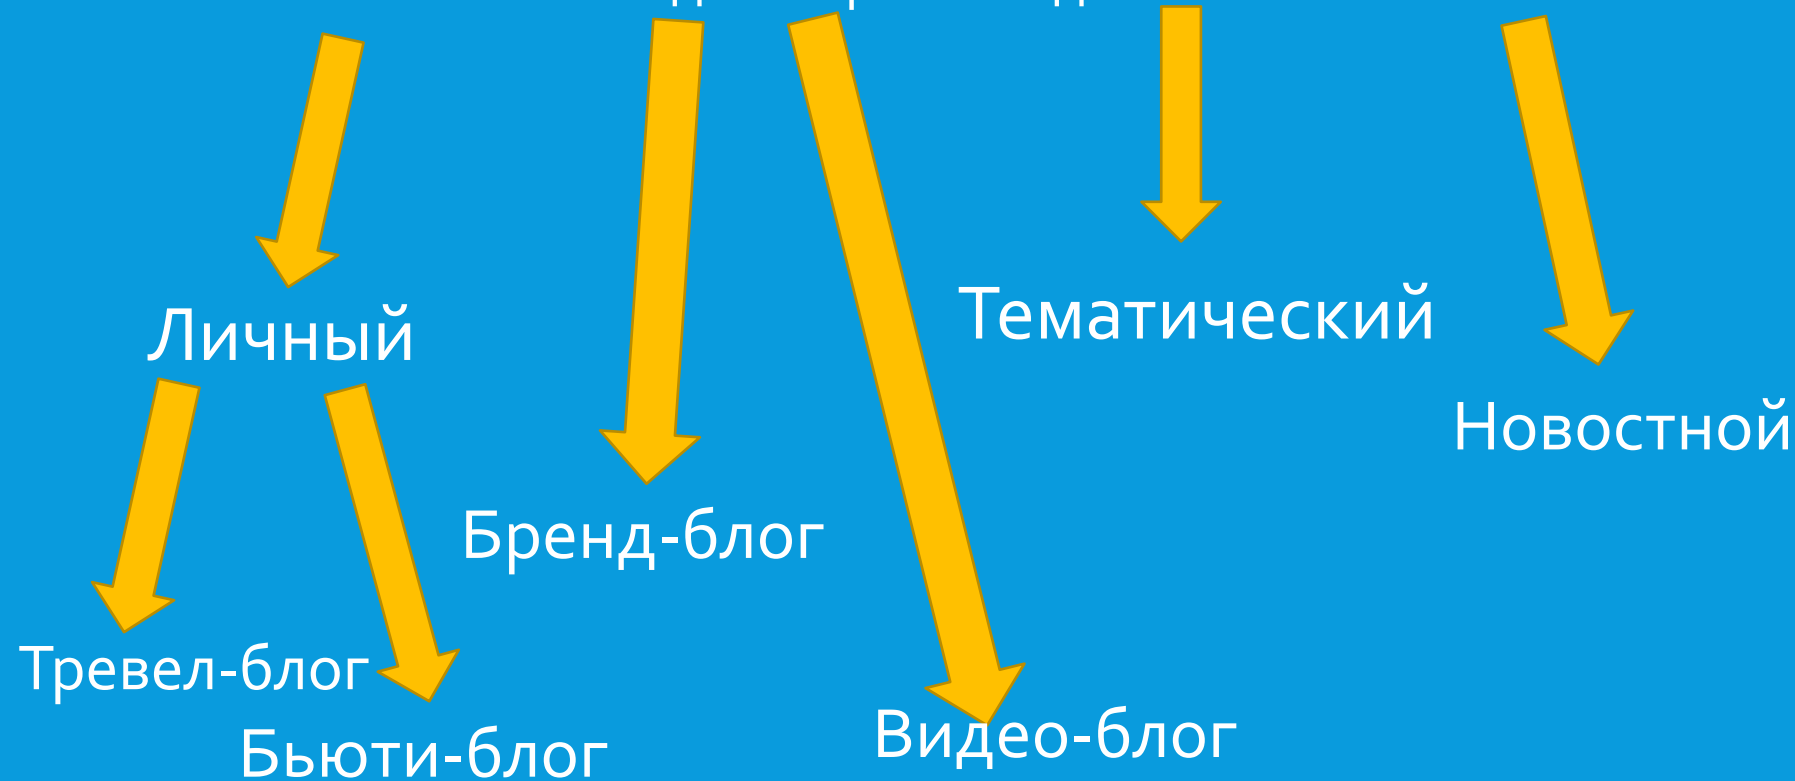 Личный
Тематический
Новостной
Бренд-блог
Тревел-блог
Бьюти-блог
Видео-блог